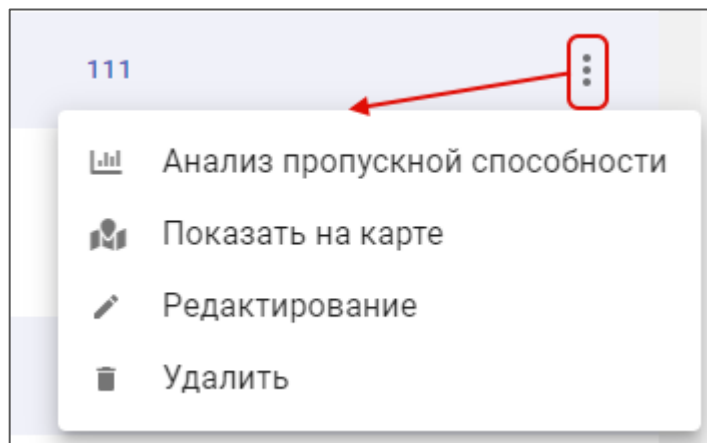 111
Анализ пропускной способности
Показать на карте
Редактирование
Удалить